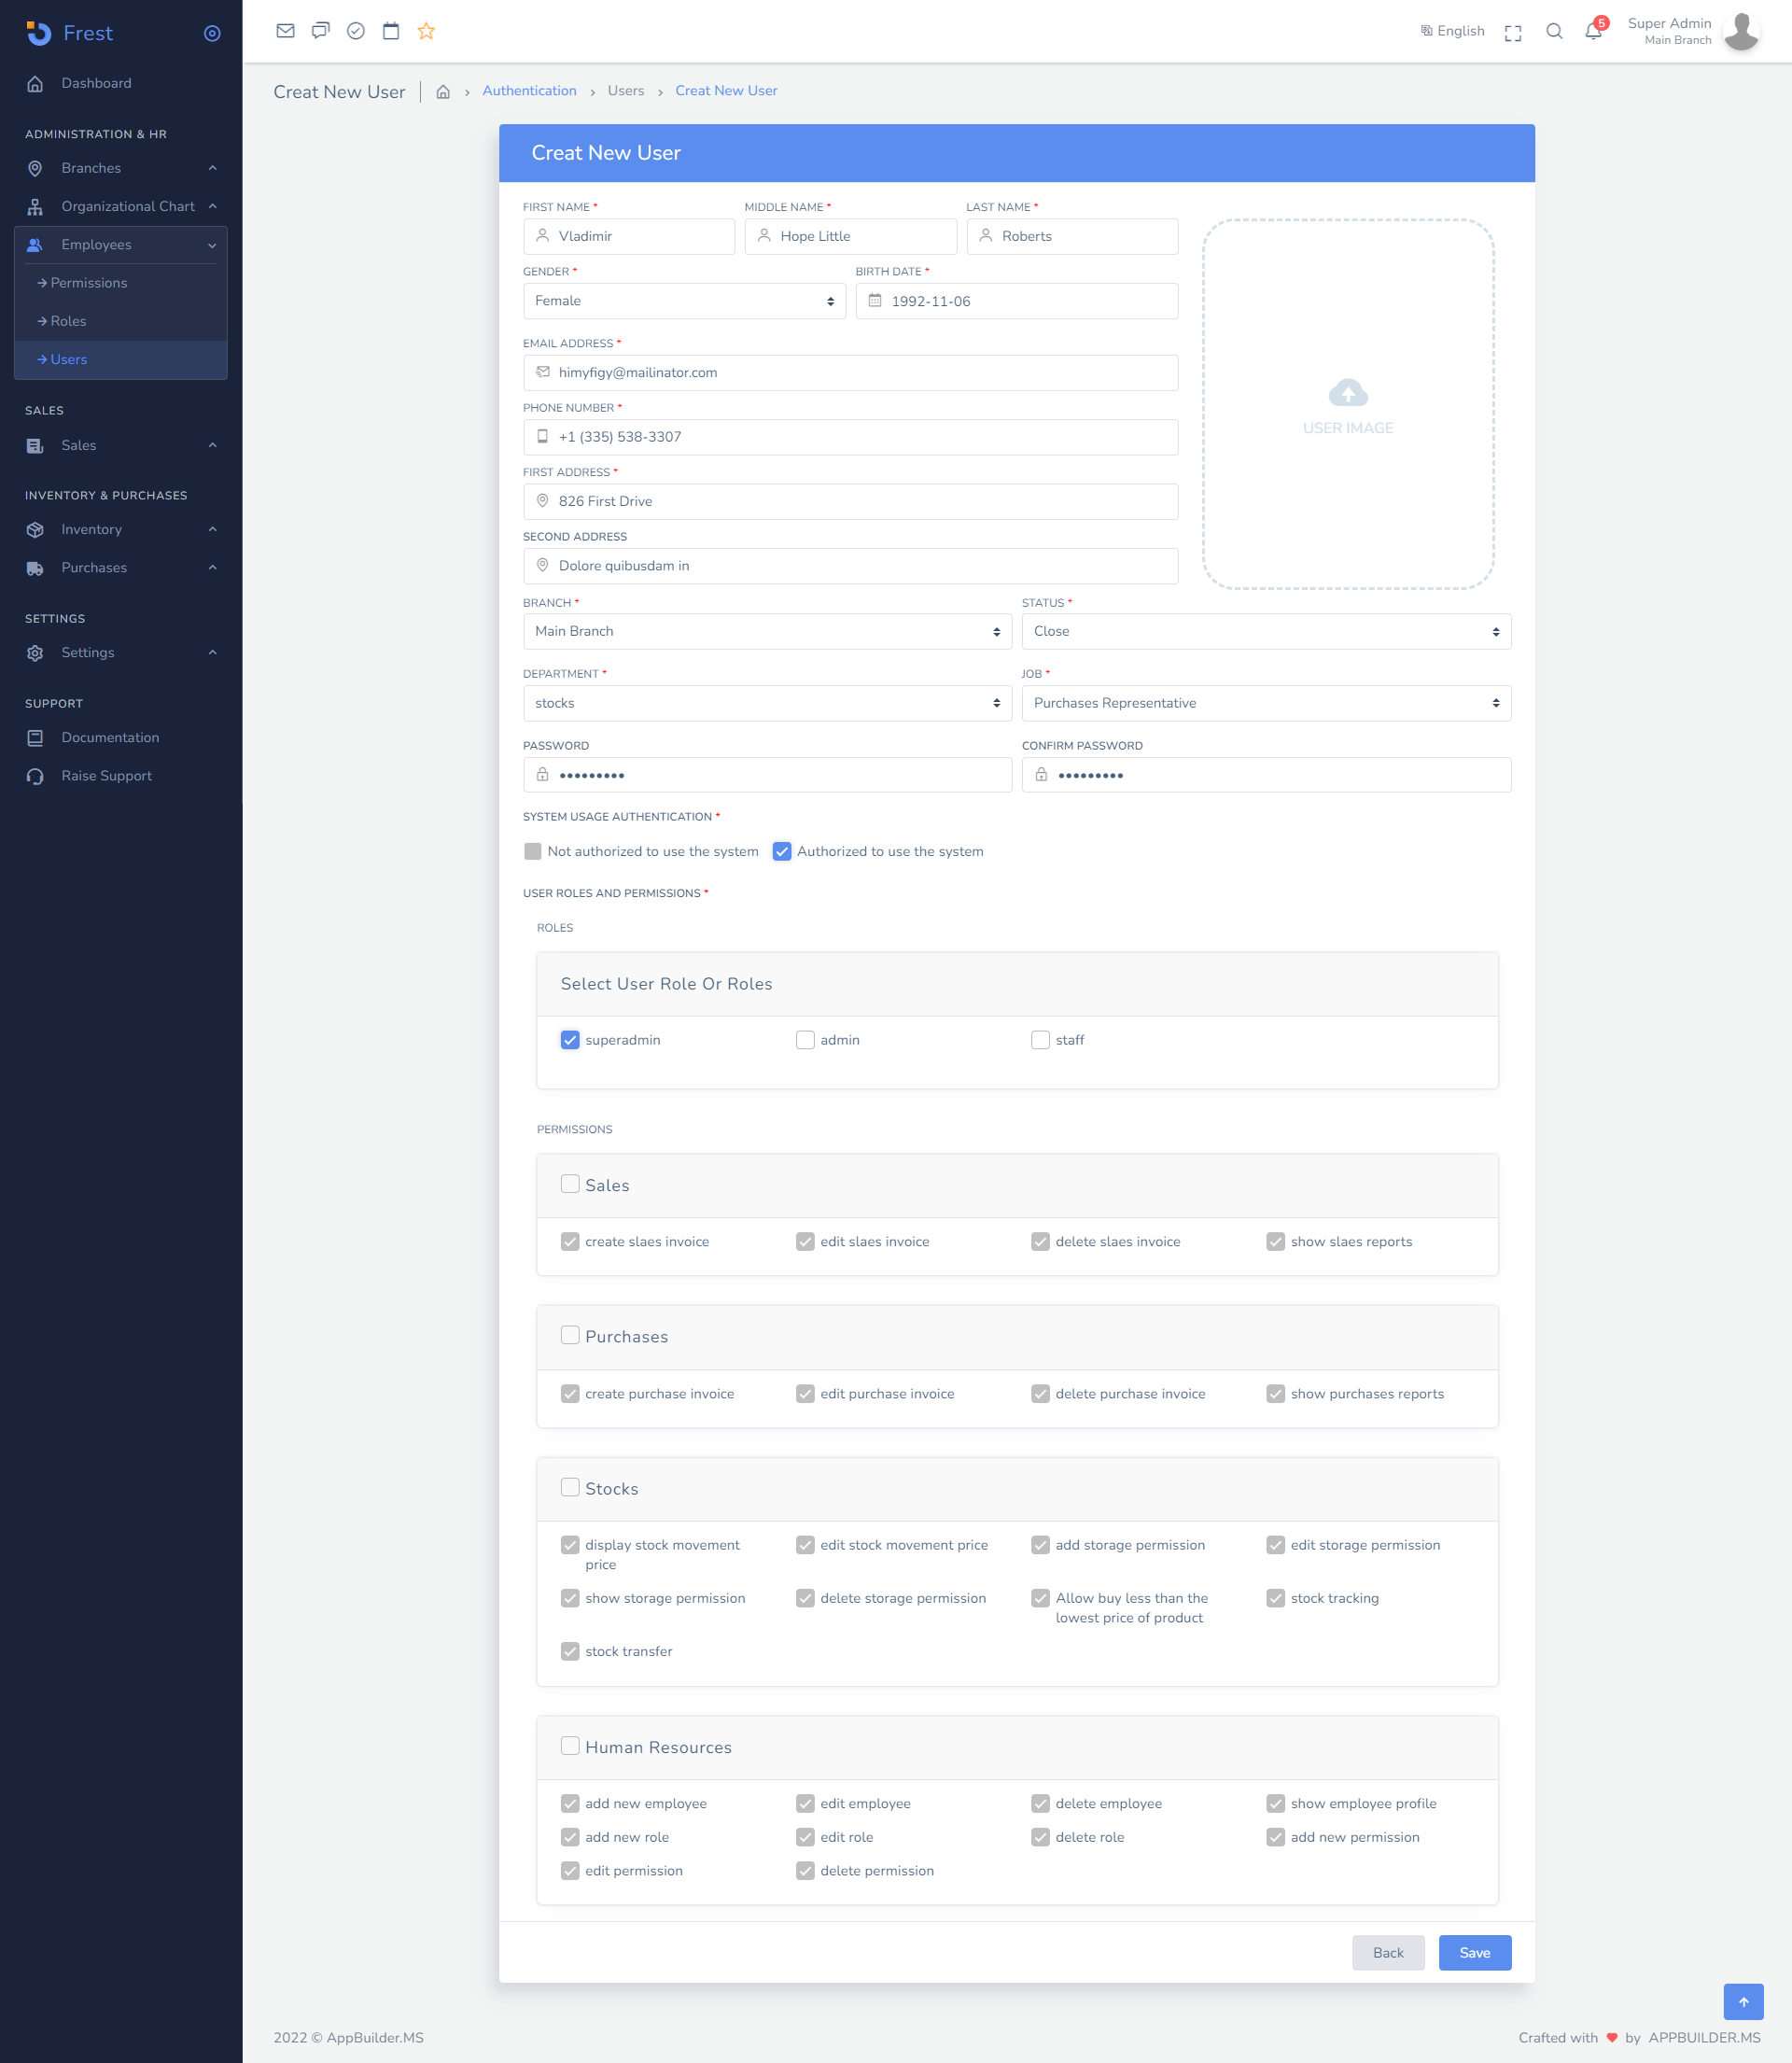 Frest
Dashboard
ADMINISTRATION & HR
Branches
Organizational Chart
Employees
Permissions
Roles
Users
SALES
Sales
INVENTORY & PURCHASES
Inventory
Purchases
SETTINGS
Settings
SUPPORT
Documentation
Raise Support
English
5
Super Admin
Main Branch
Creat New User
Authentication
Users
Creat New User
Creat New User
FIRST NAME * MIDDLE NAME * LAST NAME *
Vladimir Hope Little Roberts
GENDER * BIRTH DATE *
Female 1992-11-06
EMAIL ADDRESS *
himyfigy@mailinator.com
PHONE NUMBER *
+1 (335) 538-3307
FIRST ADDRESS *
826 First Drive
SECOND ADDRESS
Dolore quibusdam in
USER IMAGE
BRANCH * STATUS *
Main Branch Close
DEPARTMENT * JOB *
stocks Purchases Representative
PASSWORD CONFIRM PASSWORD
••••••••• •••••••••
SYSTEM USAGE AUTHENTICATION *
Not authorized to use the system Authorized to use the system
USER ROLES AND PERMISSIONS *
ROLES
Select User Role Or Roles
superadmin admin staff
PERMISSIONS
Sales
create slaes invoice edit slaes invoice delete slaes invoice show slaes reports
Purchases
create purchase invoice edit purchase invoice delete purchase invoice show purchases reports
Stocks
display stock movement price edit stock movement price add storage permission edit storage permission
show storage permission delete storage permission Allow buy less than the lowest price of product stock tracking
stock transfer
Human Resources
add new employee edit employee delete employee show employee profile
add new role edit role delete role add new permission
edit permission delete permission
Back Save
2022 © AppBuilder.MS
Crafted with by APPBUILDER.MS